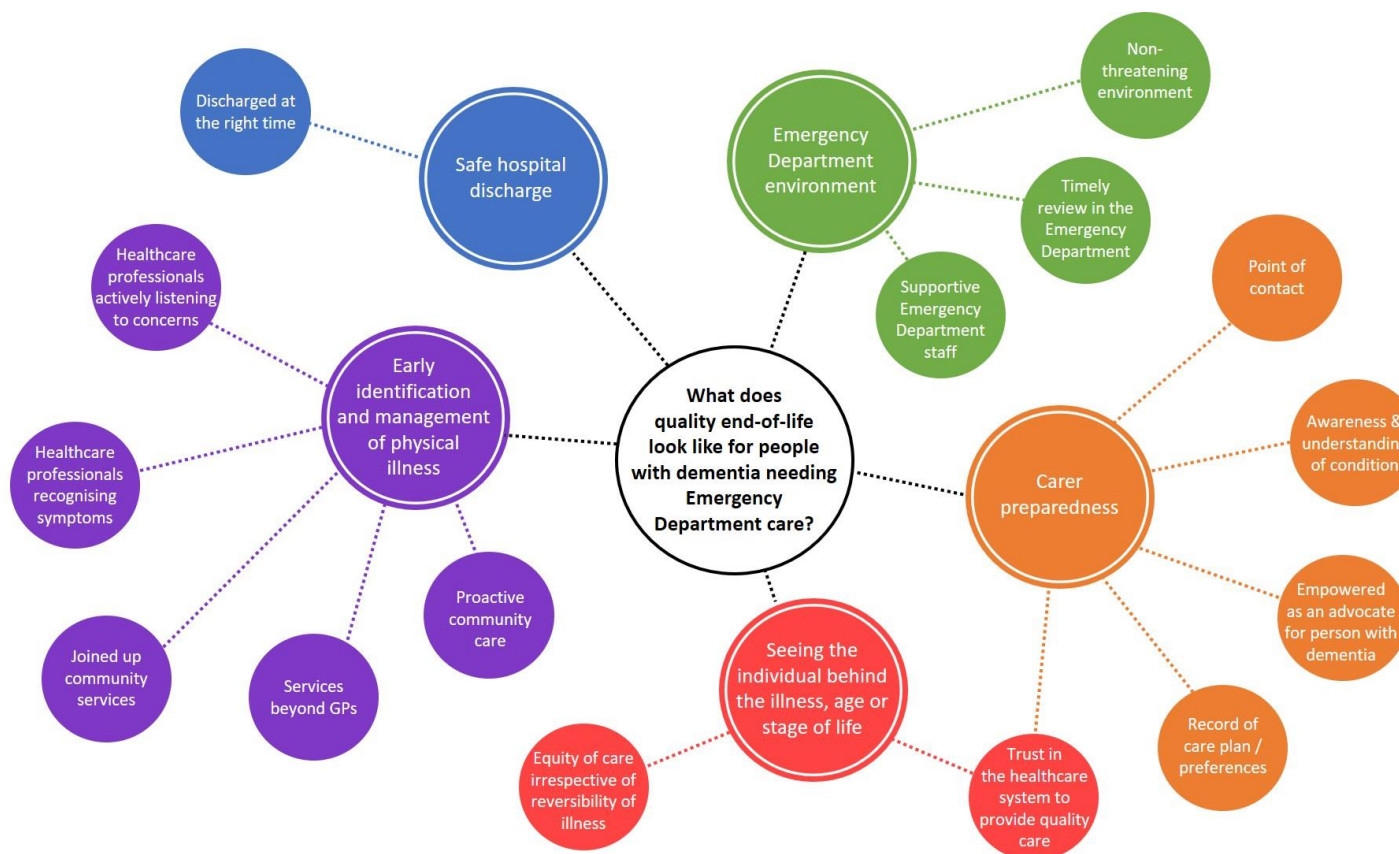 What does
quality end-of-life
look like for people
with dementia needing
Emergency
Department care?
Safe hospital
discharge
Discharged at
the right time
Emergency
Department
environment
Non-
threatening
environment
Timely
review in the
Emergency
Department
Supportive
Emergency
Department
staff
Carer
preparedness
Point of
contact
Awareness &
understanding
of condition
Empowered
as an advocate
for person with
dementia
Record of
care plan /
preferences
Seeing the
individual behind
the illness, age or
stage of life
Trust in
the healthcare
system to
provide quality
care
Equity of care
irrespective of
reversibility of
illness
Early
identification
and management
of physical
illness
Healthcare
professionals
actively listening
to concerns
Healthcare
professionals
recognising
symptoms
Joined up
community
services
Services
beyond GPs
Proactive
community
care